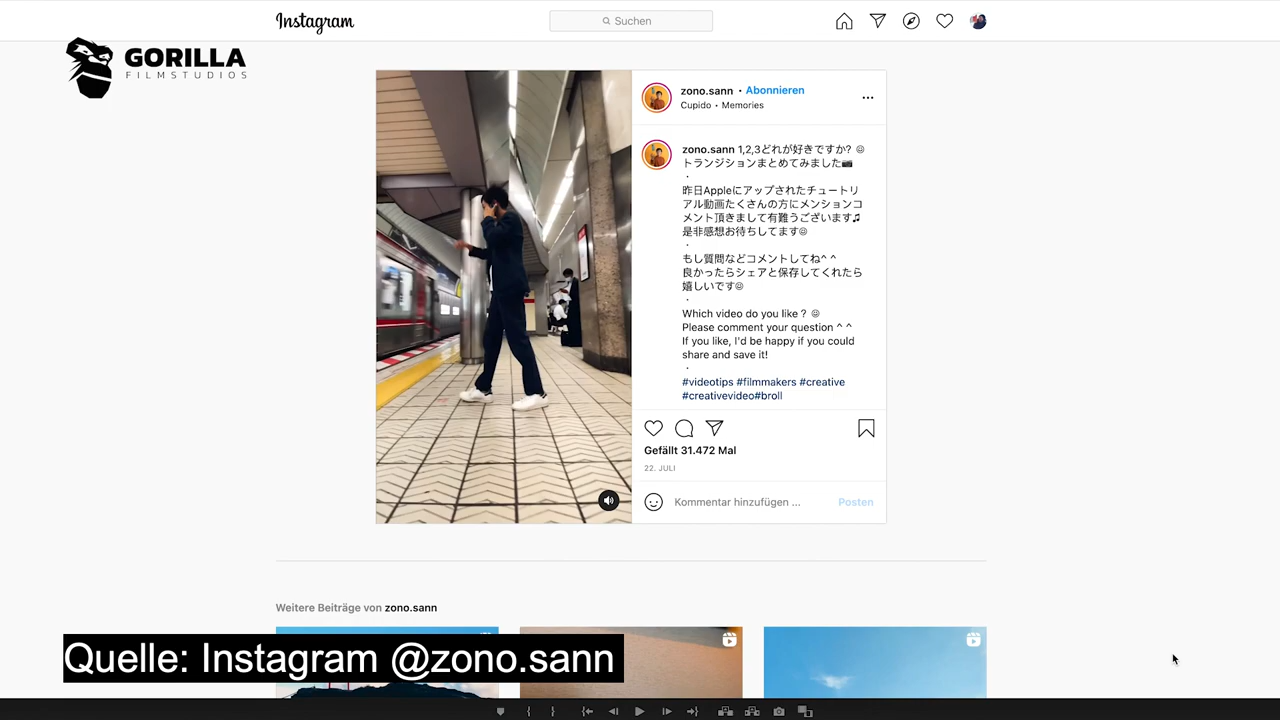 Instagram
Suchen
GORILLA
FILMSTUDIOS
zono.sann • Abonnieren
Cupido • Memories
zono.sann 1,2,3どれが好きですか?
トランジションまとめてみました
昨日Appleにアップされたチュートリ
アル動画たくさんの方にメンションコ
メント頂きまして有難うございます♫
是非感想お待ちしてます
もし質問などコメントしてね^ ^
良かったらシェアと保存してくれたら
嬉しいです
Which video do you like ?
Please comment your question ^ ^
If you like, I'd be happy if you could
share and save it!
#videotips #filmmakers #creative
#creativevideo#broll
Gefällt 31.472 Mal
22. JULI
Kommentar hinzufügen ...
Posten
Weitere Beiträge von zono.sann
Quelle: Instagram @zono.sann